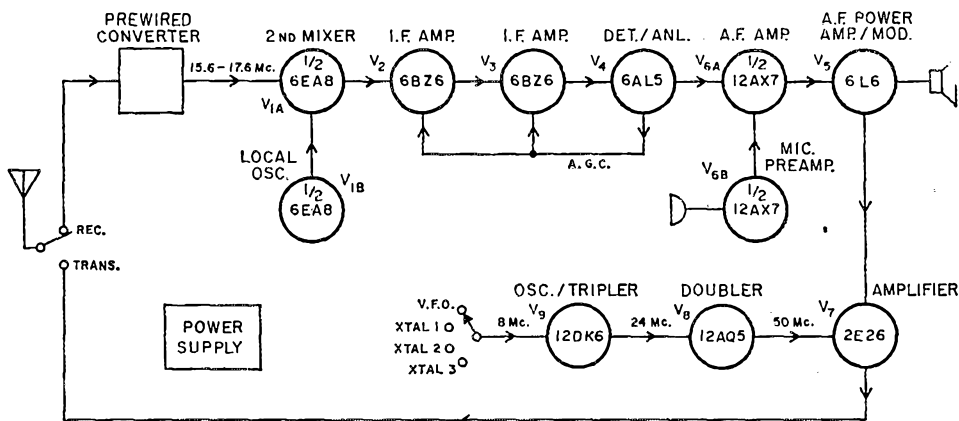 PREWIRED
CONVERTER
15.6-17.6 Mc.
2ND MIXER
1/2
6EA8
V1A
LOCAL
OSC.
V1B
1/2
6EA8
I.F. AMP.
V2
6BZ6
I.F. AMP.
V3
6BZ6
DET./ANL.
V4
6AL5
A.G.C.
A.F. AMP.
V6A
1/2
12AX7
MIC.
PREAMP.
V6B
1/2
12AX7
A.F. POWER
AMP/MOD.
V5
6L6
REC.
TRANS.
POWER
SUPPLY
V.F.O.
XTAL 1
XTAL 2
XTAL 3
8 Mc.
OSC./TRIPLER
V9
12DK6
24 Mc.
DOUBLER
V8
12AQ5
50 Mc.
AMPLIFIER
V7
2E26